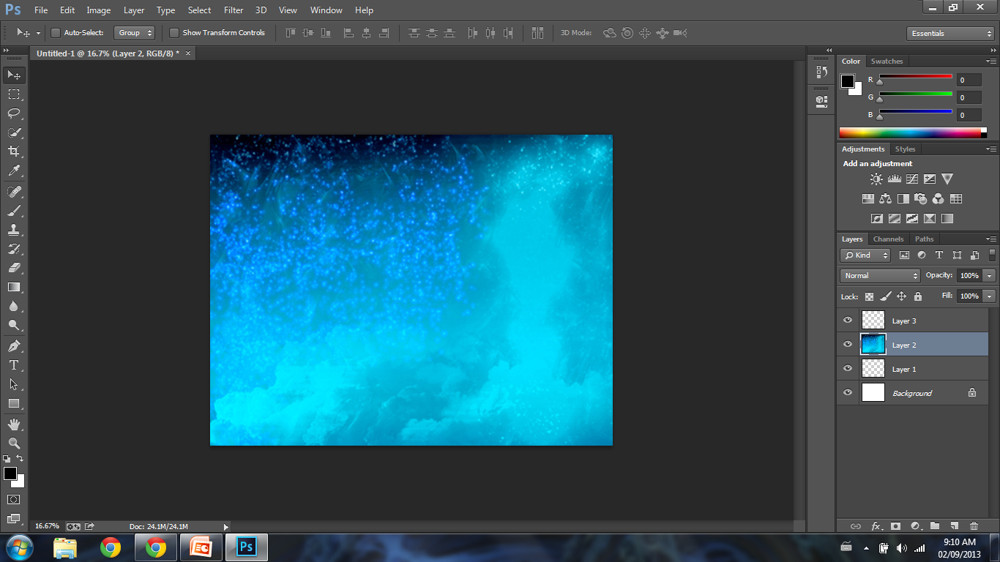 Ps File Edit Image Layer Type Select Filter 3D View Window Help
Auto-Select: Group Show Transform Controls 3D Mode: Essentials
Untitled-1 @ 16.7% (Layer 2, RGB/8) * ×
Color Swatches
R 0
G 0
B 0
Adjustments Styles
Add an adjustment
Layers Channels Paths
Kind T
Normal Opacity: 100%
Lock: Fill: 100%
Layer 3
Layer 2
Layer 1
Background
T
16.67% Doc: 24.1M/24.1M
fx.
P Ps 9:10 AM
02/09/2013